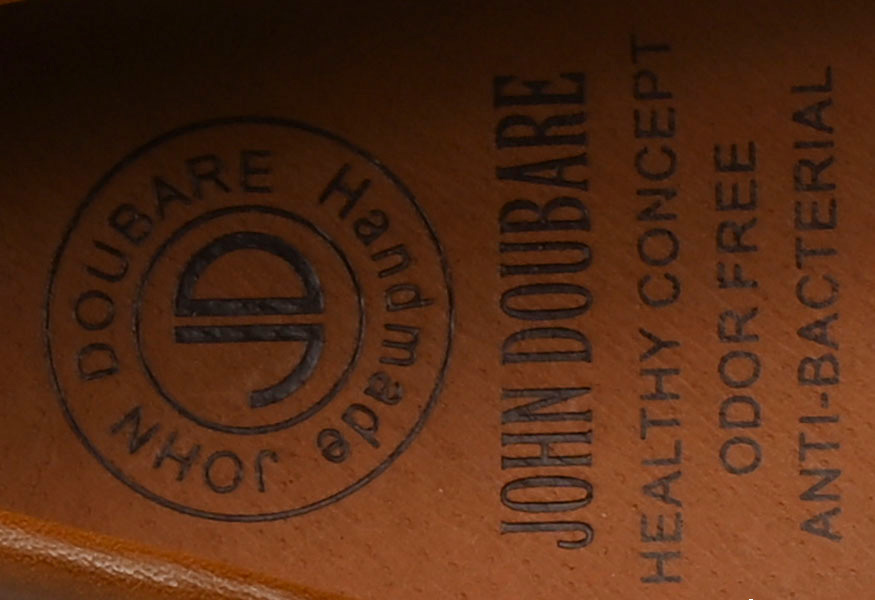 JOHN DOUBARE
Handmade
JD
JOHN DOUBARE
HEALTHY CONCEPT
ODOR FREE
ANTI-BACTERIAL